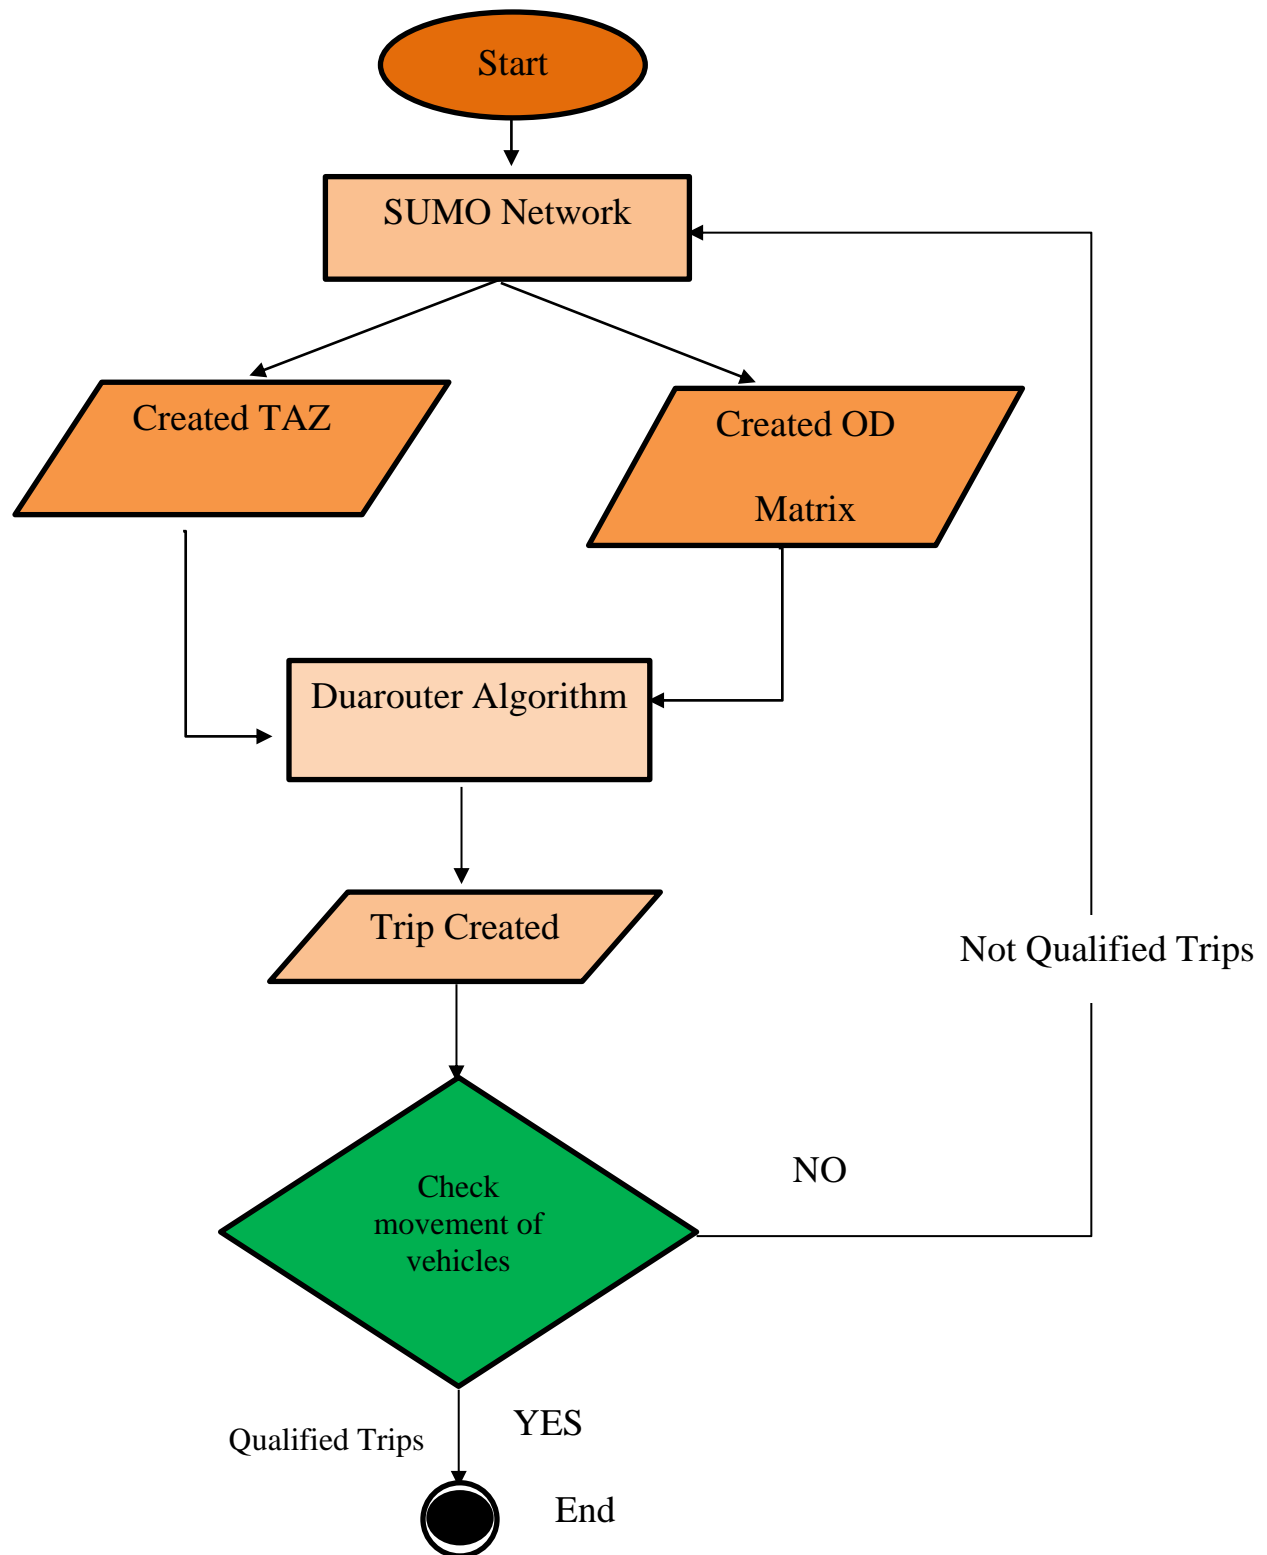 Start
SUMO Network
Created TAZ
Created OD
Matrix
Duarouter Algorithm
Trip Created
Not Qualified Trips
Check
movement of
vehicles
NO
YES
Qualified Trips
End